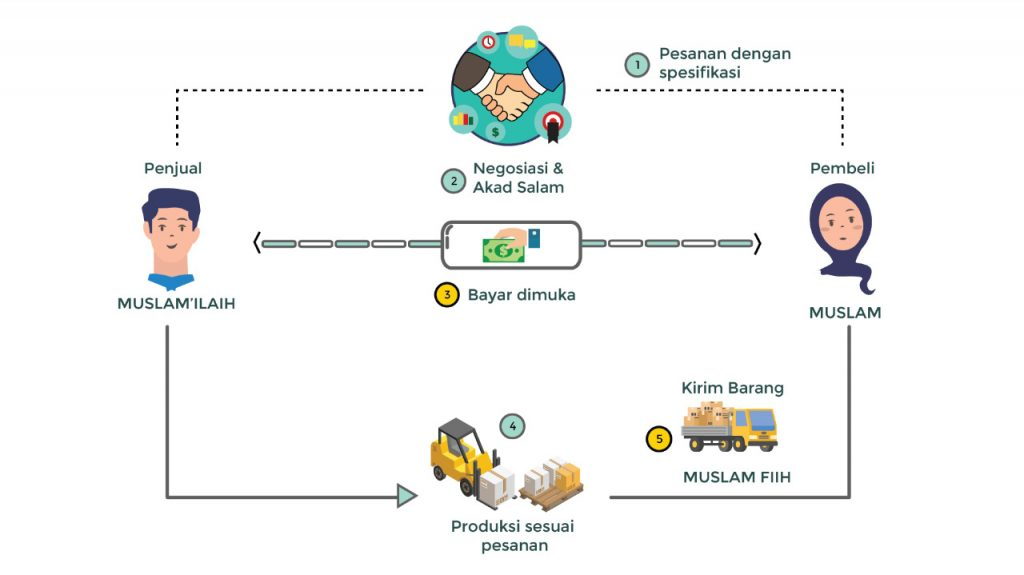 1
Pesanan dengan
spesifikasi
Penjual
2
Negosiasi &
Akad Salam
Pembeli
$
$
3
Bayar dimuka
MUSLAM'ILAIH
MUSLAM
4
Produksi sesuai
pesanan
Kirim Barang
5
MUSLAM FIIH